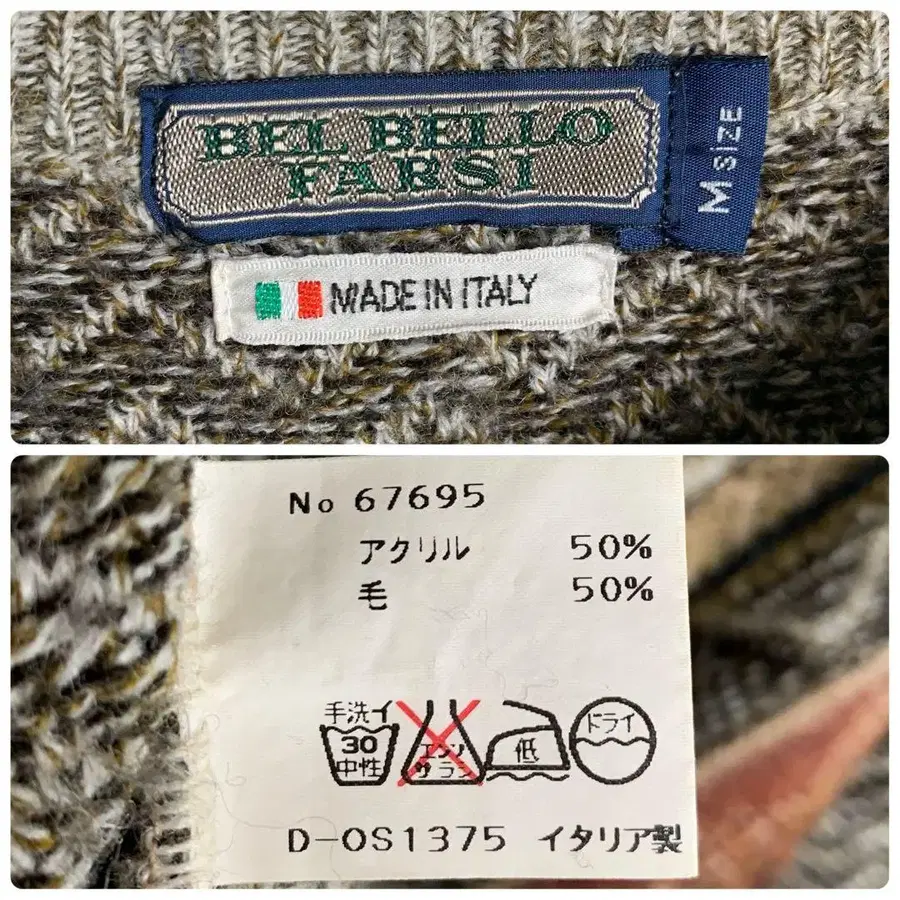 BEL BELLO
FARSI
M SIZE
MADE IN ITALY
No 67695
アクリル 50%
毛 50%
手洗イ
30
中性
エンソ
サラシ
低
ドライ
D-OS1375 イタリア製